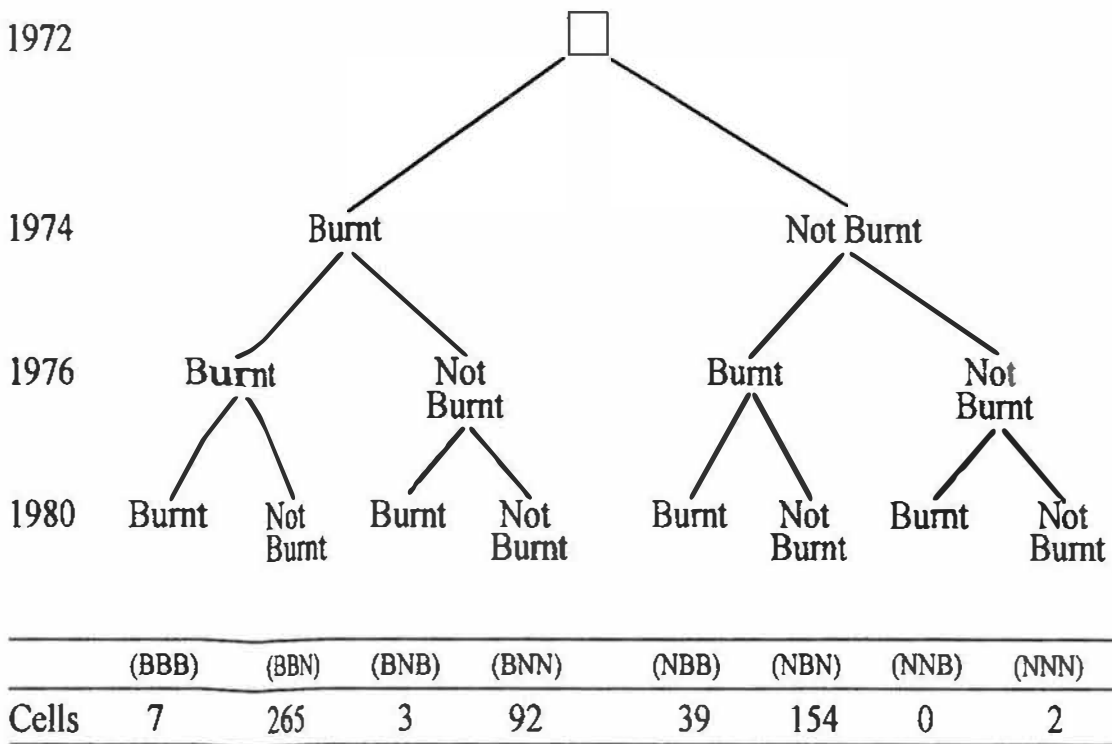 1972
1974 Burnt Not Burnt
1976 Burnt Not Burnt Burnt Not Burnt
1980 Burnt Not Burnt Burnt Not Burnt Burnt Not Burnt Burnt Not Burnt
(BBB) (BBN) (BNB) (BNN) (NBB) (NBN) (NNB) (NNN)
Cells 7 265 3 92 39 154 0 2